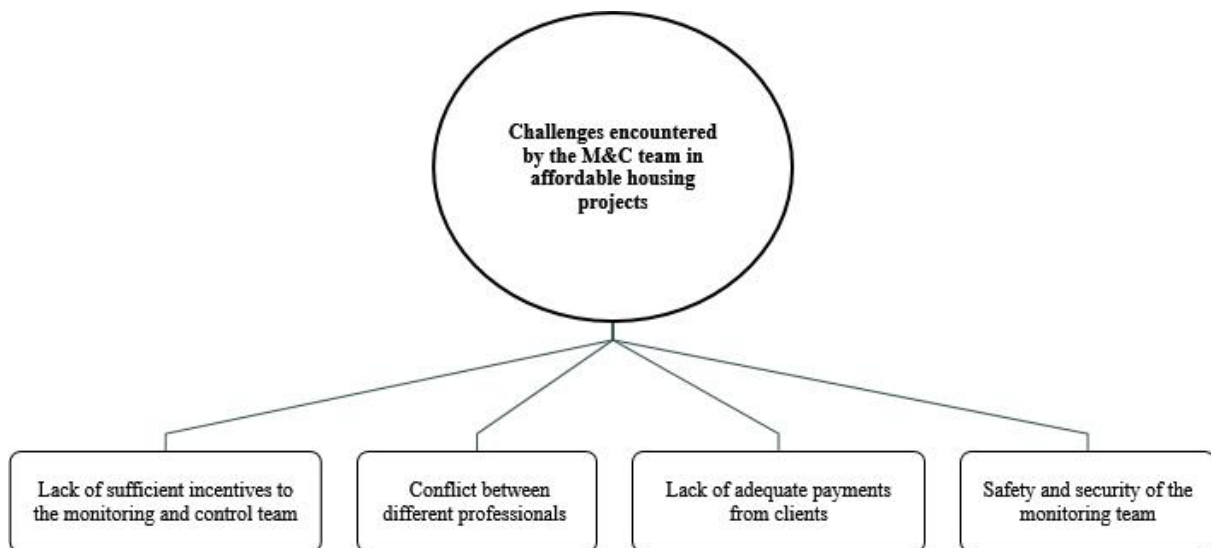 Challenges encountered
by the M&C team in
affordable housing
projects
Lack of sufficient incentives to
the monitoring and control team
Conflict between
different professionals
Lack of adequate payments
from clients
Safety and security of the
monitoring team